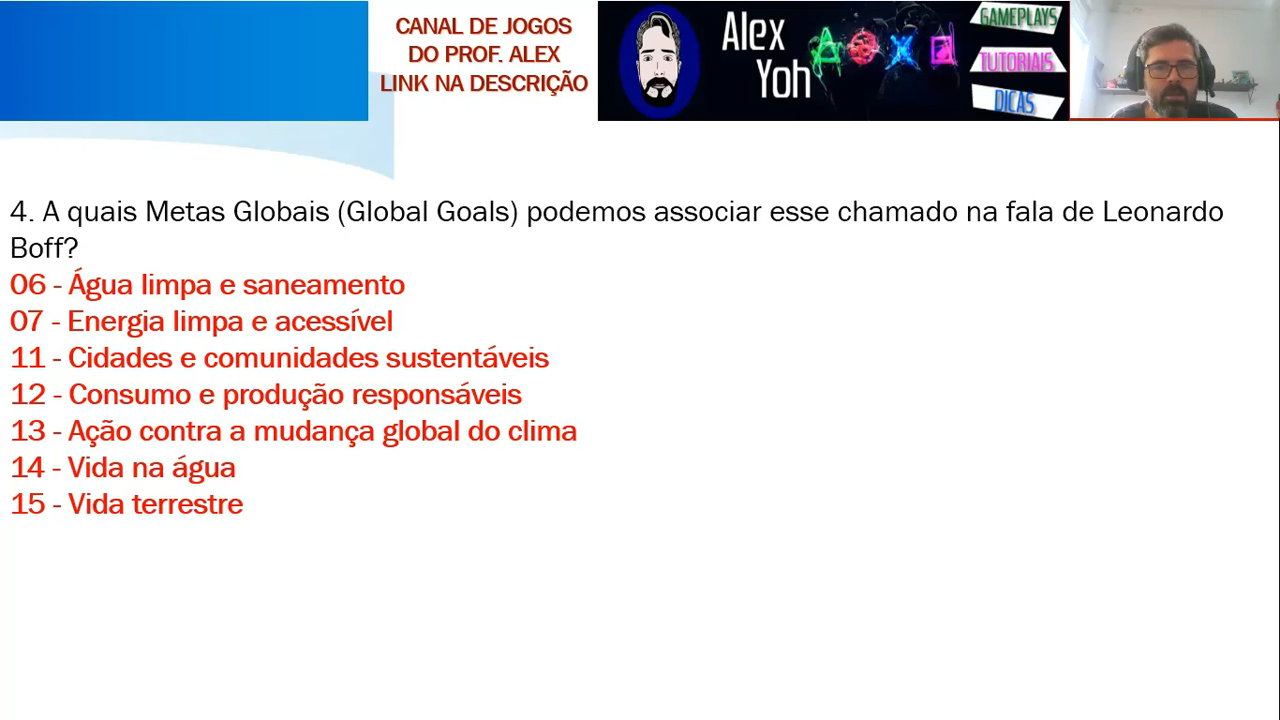 CANAL DE JOGOS
DO PROF. ALEX
LINK NA DESCRIÇÃO
Alex
Yoh
GAMEPLAYS
TUTORIAIS
DICAS
4. A quais Metas Globais (Global Goals) podemos associar esse chamado na fala de Leonardo
Boff?
06 - Água limpa e saneamento
07 - Energia limpa e acessível
11 - Cidades e comunidades sustentáveis
12 - Consumo e produção responsáveis
13 - Ação contra a mudança global do clima
14 - Vida na água
15 - Vida terrestre